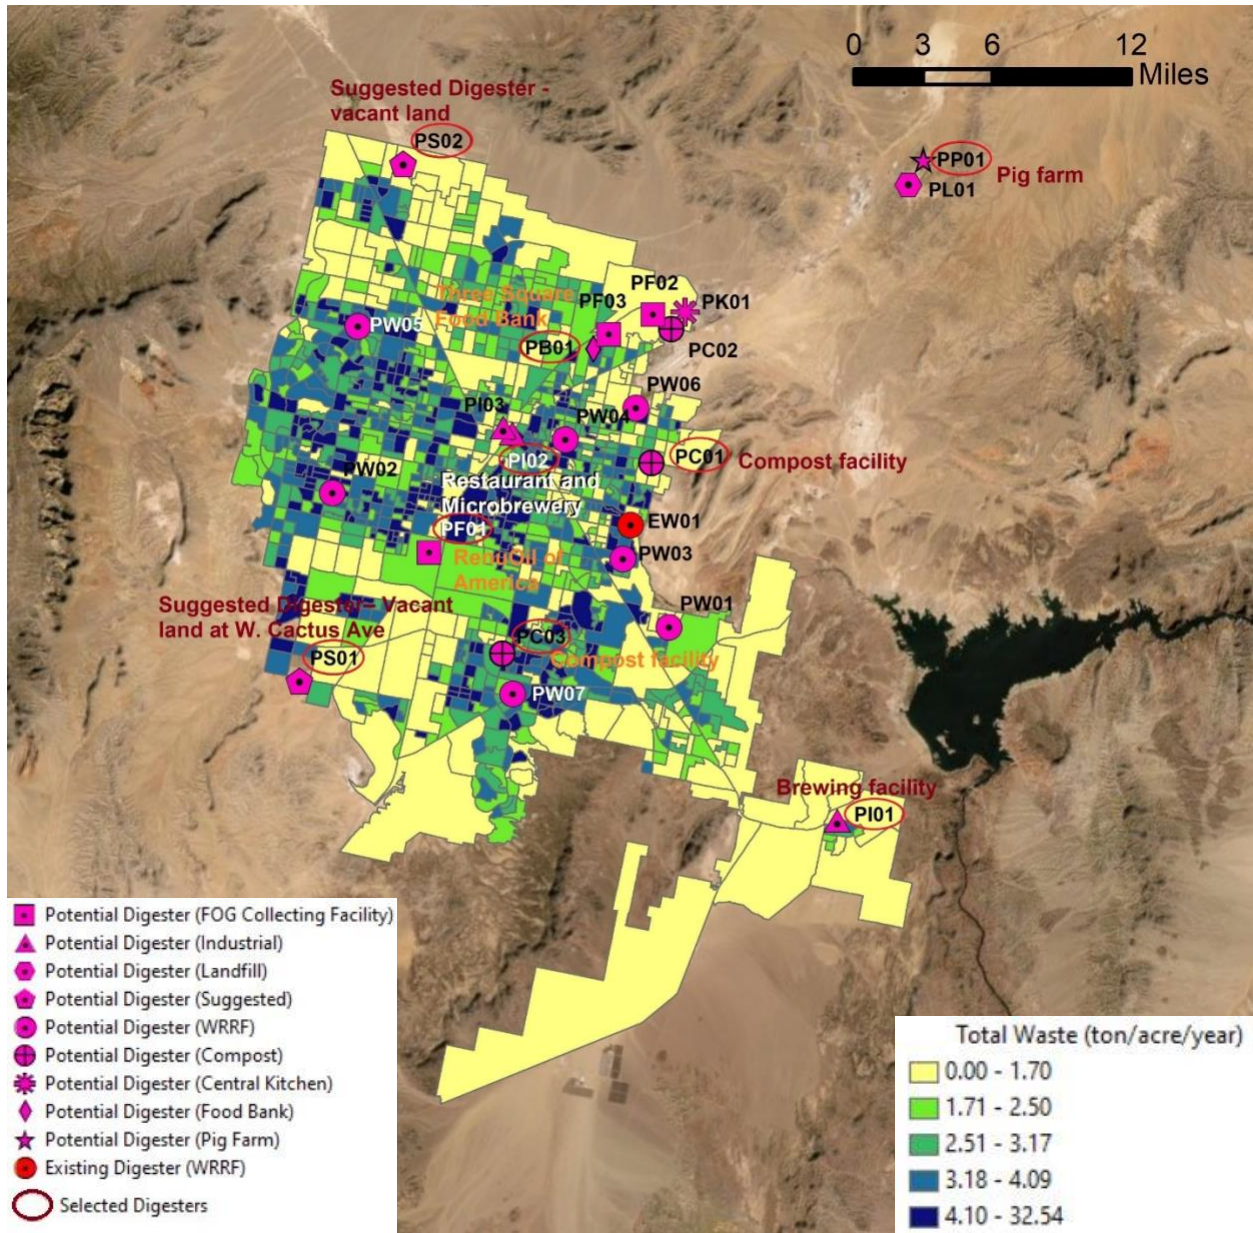 0 3 6 12
Miles
Suggested Digester -
vacant land
PS02
PP01
Pig farm
PL01
PF02
Three Square
PF03
PK01
Food Bank
PW05
PB01
PC02
PW06
PI03
PW04
PI02
PC01
Compost facility
PW02
Restaurant and
Microbrewery
PF01
EW01
RenuOil of
America
PW03
Suggested Digester- Vacant
land at W. Cactus Ave
PW01
PS01
PC03
Compost facility
PW07
Brewing facility
PI01
Potential Digester (FOG Collecting Facility)
Potential Digester (Industrial)
Potential Digester (Landfill)
Potential Digester (Suggested)
Potential Digester (WRRF)
Potential Digester (Compost)
Potential Digester (Central Kitchen)
Potential Digester (Food Bank)
Potential Digester (Pig Farm)
Existing Digester (WRRF)
Selected Digesters
Total Waste (ton/acre/year)
0.00 - 1.70
1.71 - 2.50
2.51 - 3.17
3.18 - 4.09
4.10 - 32.54